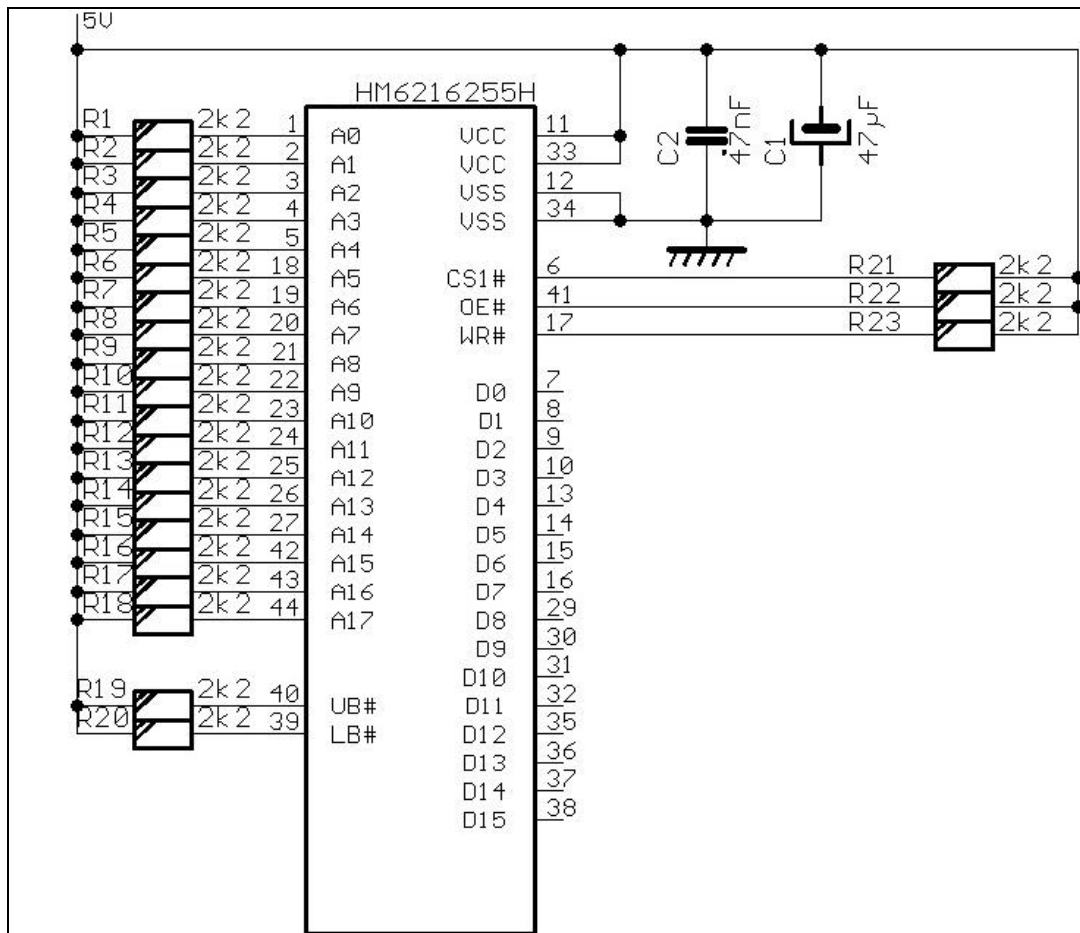 5V
HM6216255H
R1 2k2 1 A0 VCC 11
R2 2k2 2 A1 VCC 33
R3 2k2 3 A2 VSS 12
R4 2k2 4 A3 VSS 34
R5 2k2 5 A4
R6 2k2 18 A5 CS1# 6 R21 2k2
R7 2k2 19 A6 OE# 41 R22 2k2
R8 2k2 20 A7 WR# 17 R23 2k2
R9 2k2 21 A8
R10 2k2 22 A9 D0 7
R11 2k2 23 A10 D1 8
R12 2k2 24 A11 D2 9
R13 2k2 25 A12 D3 10
R14 2k2 26 A13 D4 13
R15 2k2 27 A14 D5 14
R16 2k2 42 A15 D6 15
R17 2k2 43 A16 D7 16
R18 2k2 44 A17 D8 29
D9 30
D10 31
R19 2k2 40 UB# D11 32
R20 2k2 39 LB# D12 35
D13 36
D14 37
D15 38
C2 47nF
C1 47µF